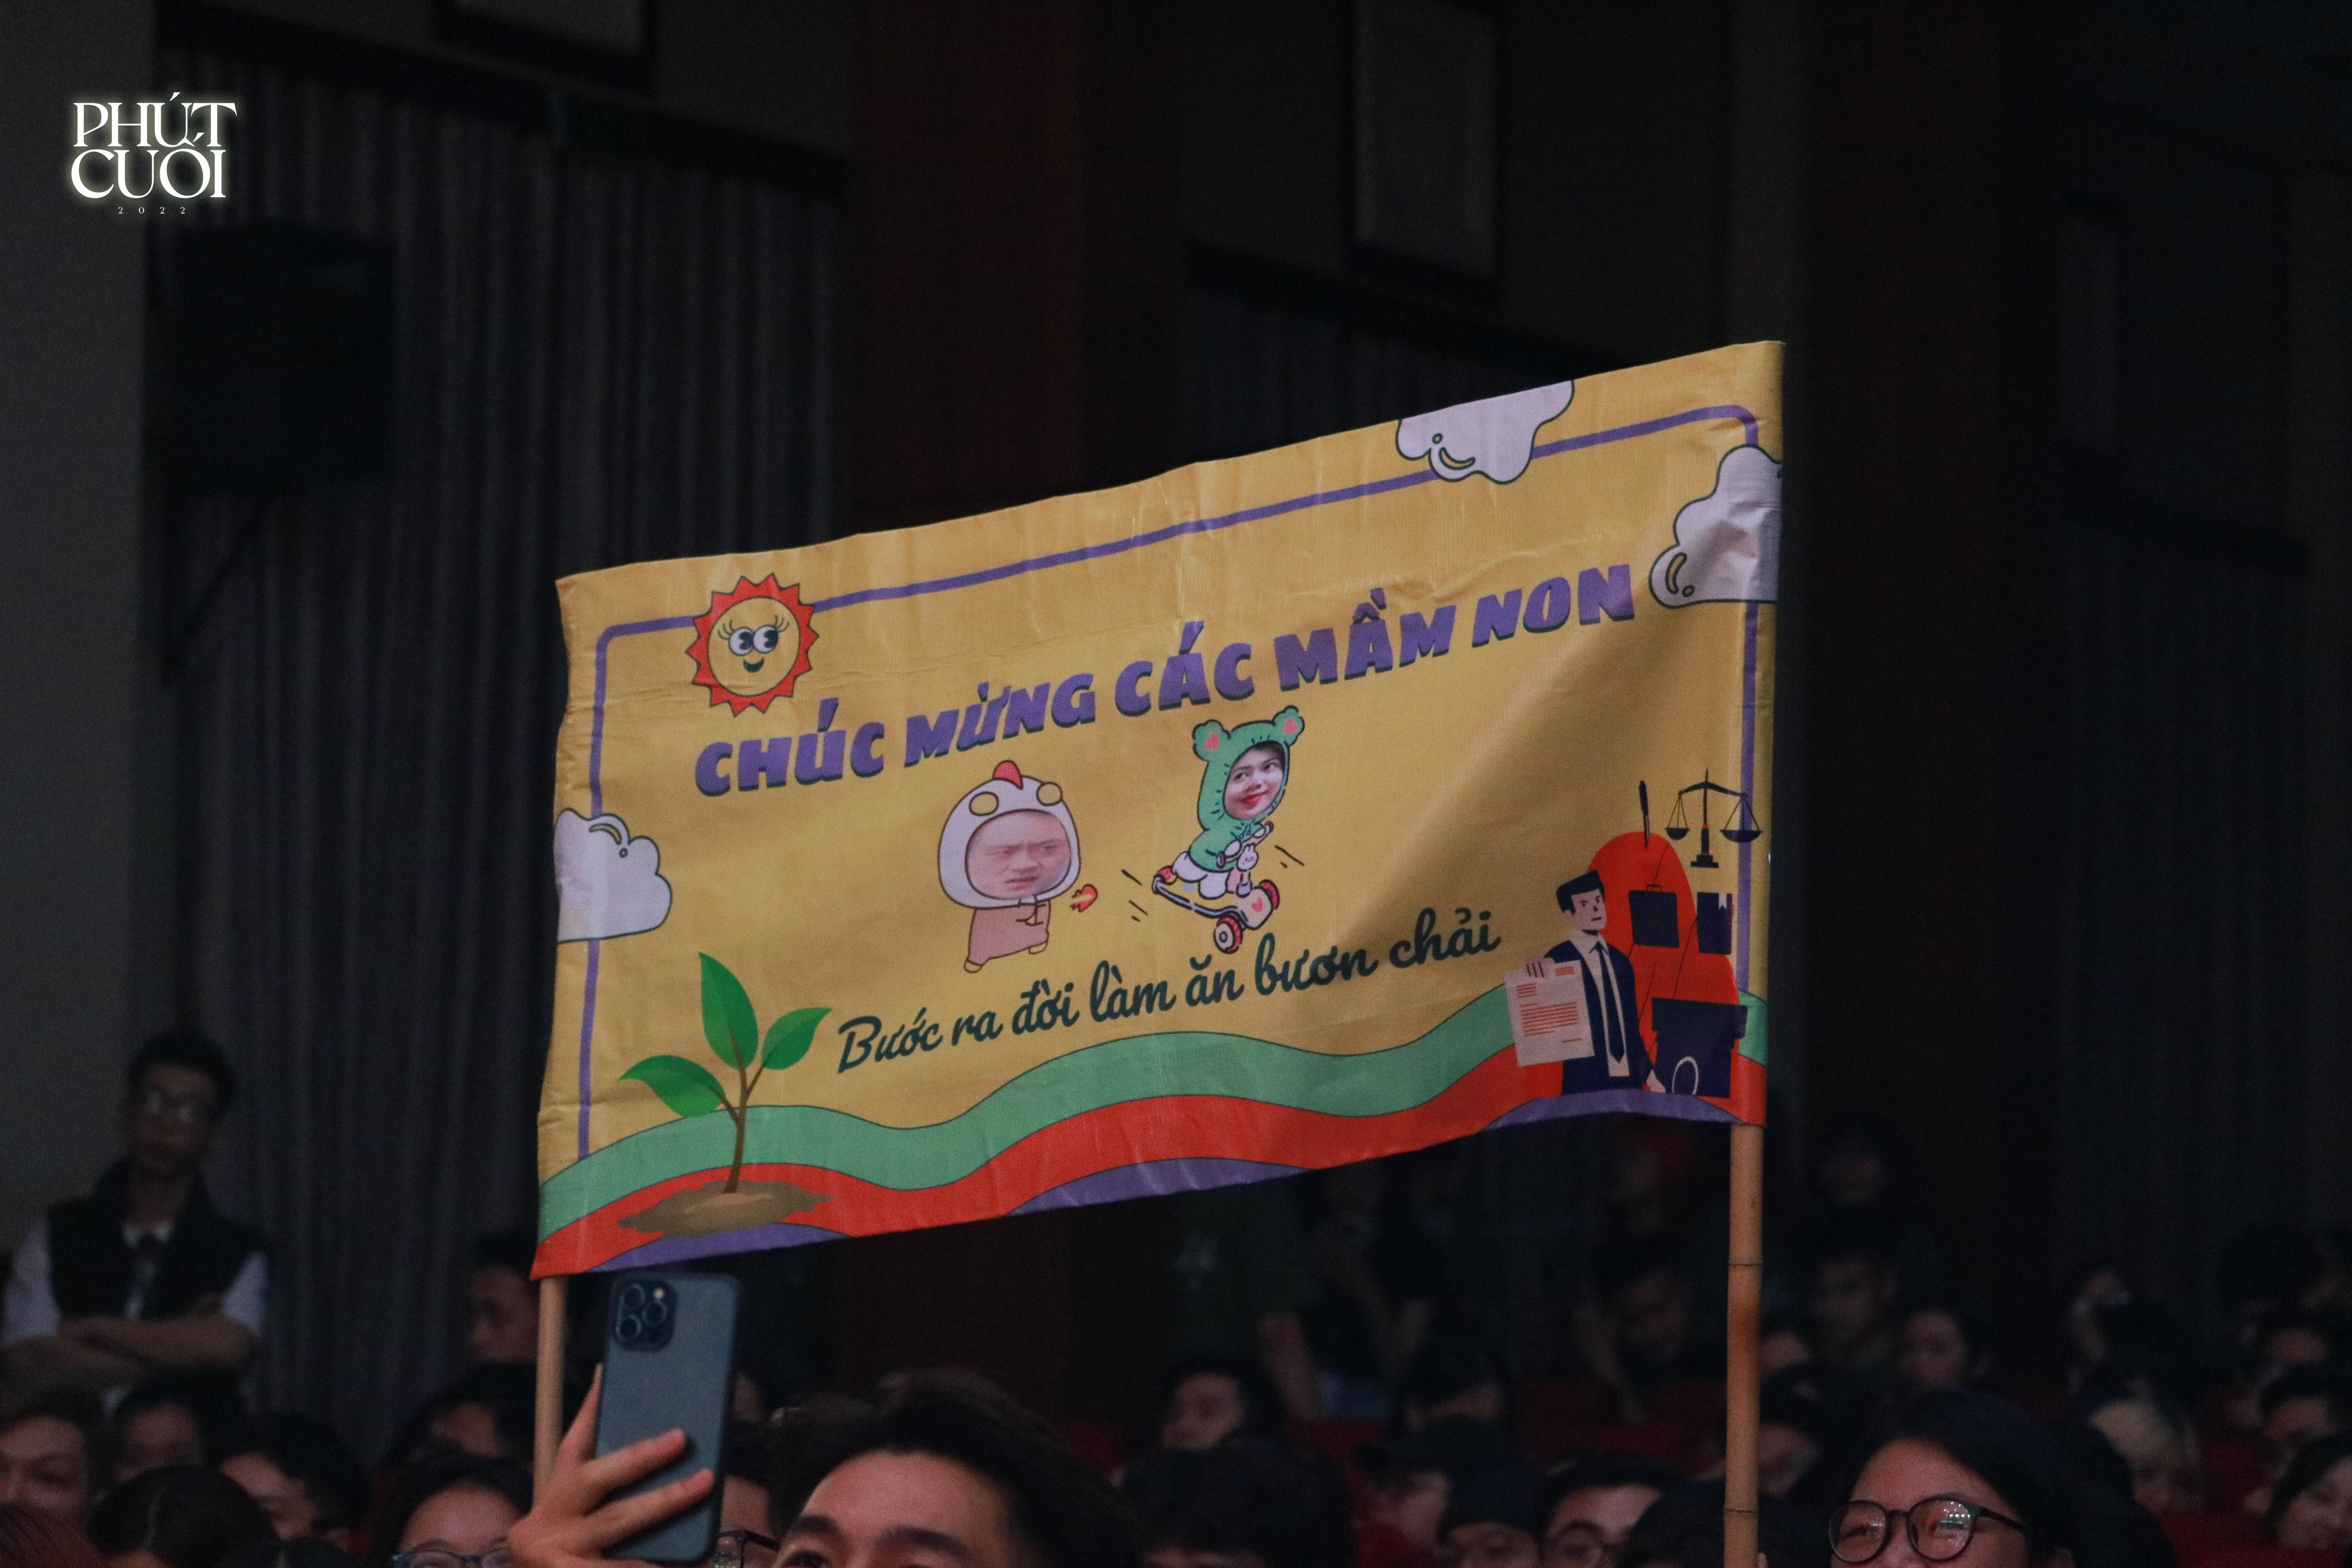 PHÚT
CUỐI
2022
CHÚC MỪNG CÁC MẦM NON
Bước ra đời làm ăn bươn chải